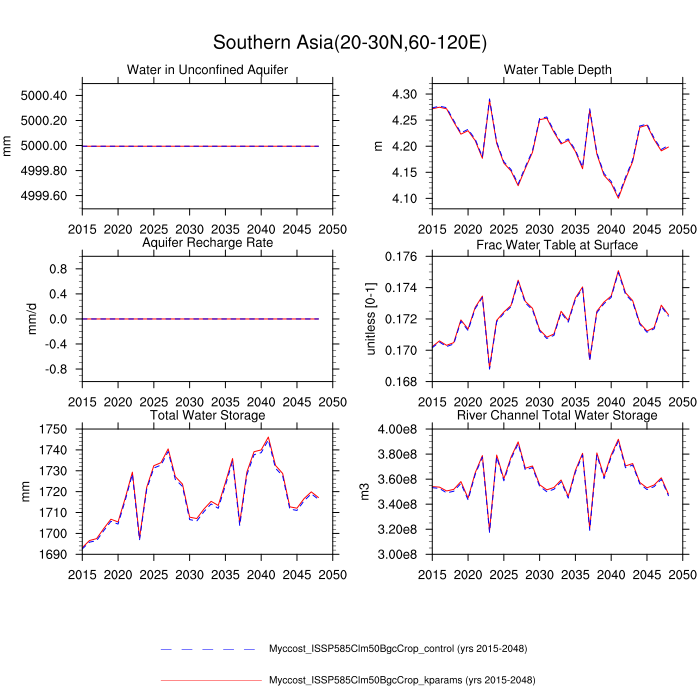 Southern Asia(20-30N,60-120E)
Water in Unconfined Aquifer
5000.40
5000.20
5000.00
4999.80
4999.60
mm
2015 2020 2025 2030 2035 2040 2045 2050
Water Table Depth
4.30
4.25
4.20
4.15
4.10
m
2015 2020 2025 2030 2035 2040 2045 2050
Aquifer Recharge Rate
0.8
0.4
0.0
-0.4
-0.8
mm/d
2015 2020 2025 2030 2035 2040 2045 2050
Frac Water Table at Surface
0.176
0.174
0.172
0.170
0.168
unitless [0-1]
2015 2020 2025 2030 2035 2040 2045 2050
Total Water Storage
1750
1740
1730
1720
1710
1700
1690
mm
2015 2020 2025 2030 2035 2040 2045 2050
River Channel Total Water Storage
4.00e8
3.80e8
3.60e8
3.40e8
3.20e8
3.00e8
m3
2015 2020 2025 2030 2035 2040 2045 2050
Myccost_ISSP585Clm50BgcCrop_control (yrs 2015-2048)
Myccost_ISSP585Clm50BgcCrop_kparams (yrs 2015-2048)